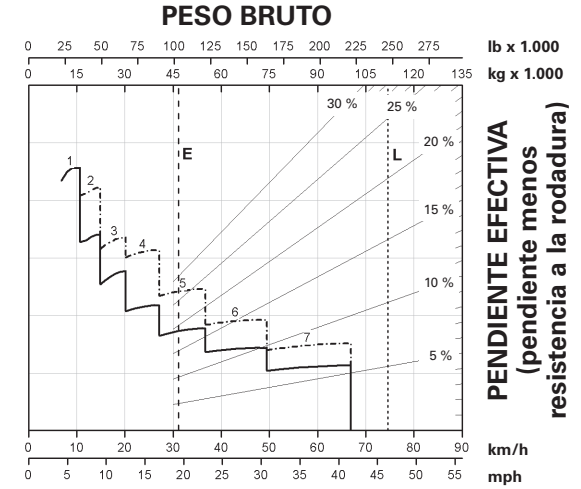 PESO BRUTO
0 25 50 75 100 125 150 175 200 225 250 275 lb x 1.000
0 15 30 45 60 75 90 105 120 135 kg x 1.000
30 % 25 %
E L
20 %
1
2
15 %
3 4
5
10 %
6
7
5 %
PENDIENTE EFECTIVA
(pendiente menos
resistencia a la rodadura)
0 10 20 30 40 50 60 70 80 90 km/h
0 5 10 15 20 25 30 35 40 45 50 55 mph